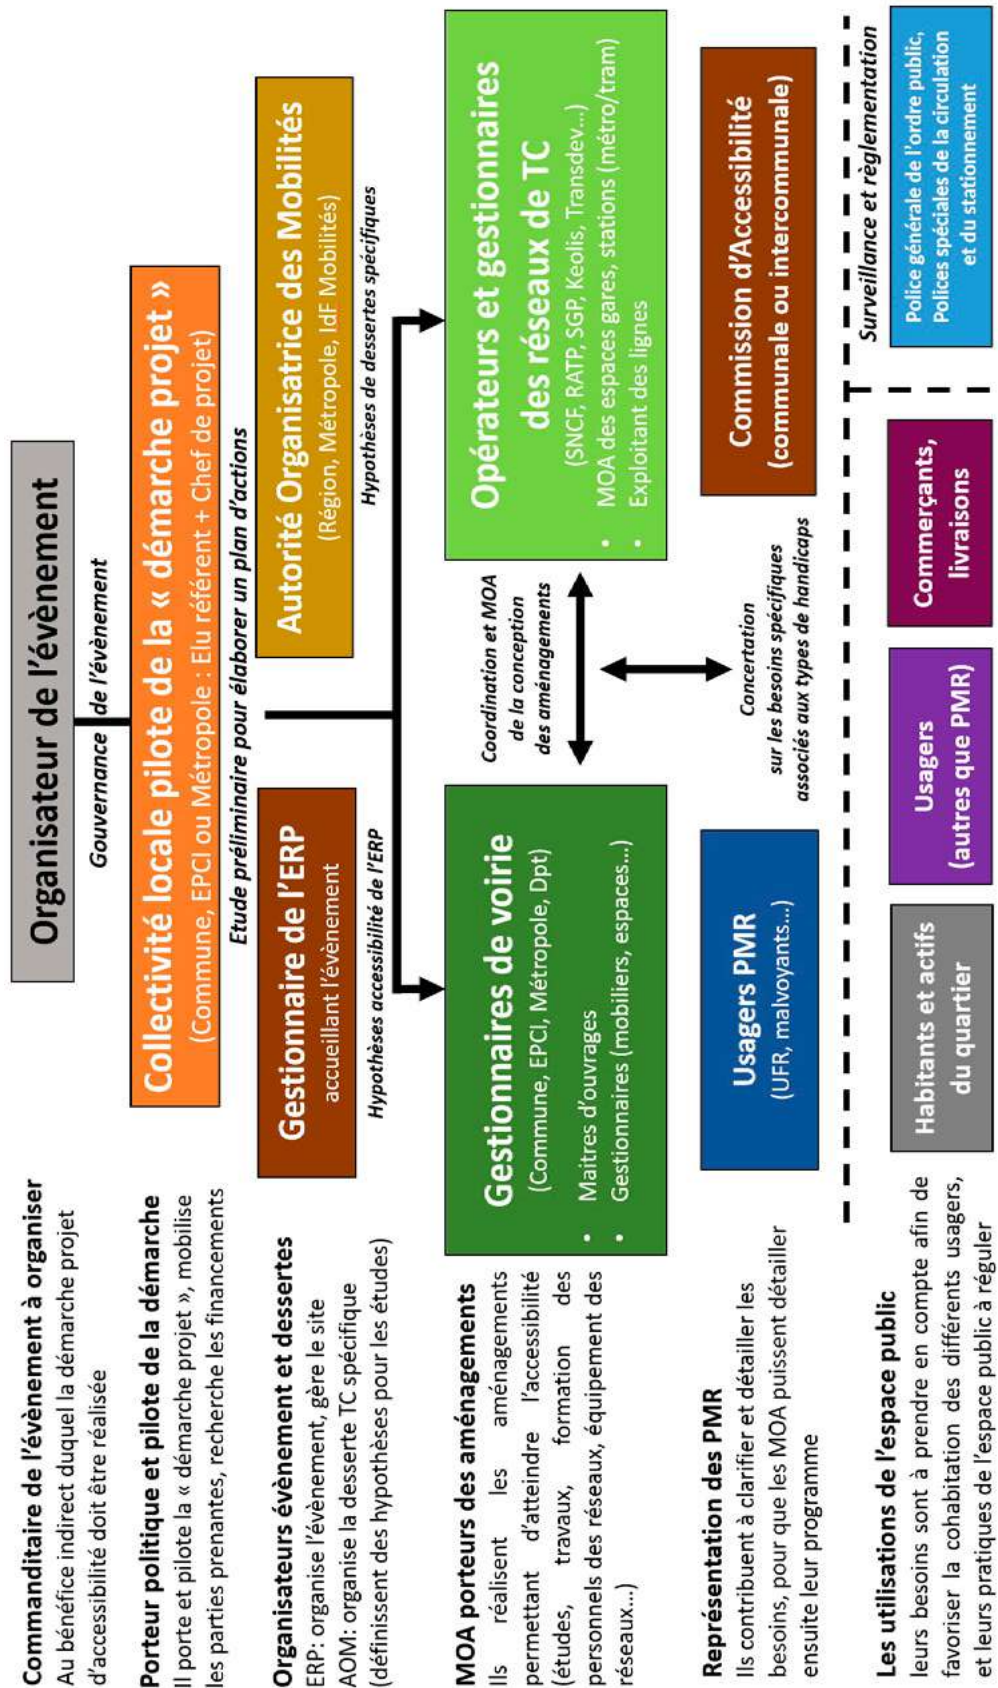 Commanditaire de l'évènement à organiser
Au bénéfice indirect duquel la démarche projet
d'accessibilité doit être réalisée
Organisateur de l'évènement
Gouvernance de l'évènement
Porteur politique et pilote de la démarche
Il porte et pilote la « démarche projet », mobilise
les parties prenantes, recherche les financements
Collectivité locale pilote de la « démarche projet »
(Commune, EPCI ou Métropole : Elu référent + Chef de projet)
Etude préliminaire pour élaborer un plan d'actions
Organisateurs évènement et dessertes
ERP: organise l'évènement, gère le site
AOM: organise la desserte TC spécifique
(définissent des hypothèses pour les études)
Gestionnaire de l'ERP
accueillant l'évènement
Hypothèses accessibilité de l'ERP
Autorité Organisatrice des Mobilités
(Région, Métropole, IdF Mobilités)
Hypothèses de dessertes spécifiques
MOA porteurs des aménagements
Ils réalisent les aménagements
permettant d'atteindre l'accessibilité
(études, travaux, formation des
personnels des réseaux, équipement des
réseaux...)
Gestionnaires de voirie
(Commune, EPCI, Métropole, Dpt)
• Maitres d'ouvrages
• Gestionnaires (mobiliers, espaces...)
Coordination et MOA
de la conception
des aménagements
Opérateurs et gestionnaires
des réseaux de TC
(SNCF, RATP, SGP, Keolis, Transdev...)
• MOA des espaces gares, stations (métro/tram)
• Exploitant des lignes
Représentation des PMR
Ils contribuent à clarifier et détailler les
besoins, pour que les MOA puissent détailler
ensuite leur programme
Usagers PMR
(UFR, malvoyants...)
Concertation
sur les besoins spécifiques
associés aux types de handicaps
Commission d'Accessibilité
(communale ou intercommunale)
Les utilisations de l'espace public
leurs besoins sont à prendre en compte afin de
favoriser la cohabitation des différents usagers,
et leurs pratiques de l'espace public à réguler
Habitants et actifs
du quartier
Usagers
(autres que PMR)
Commerçants,
livraisons
Surveillance et règlementation
Police générale de l'ordre public,
Polices spéciales de la circulation
et du stationnement